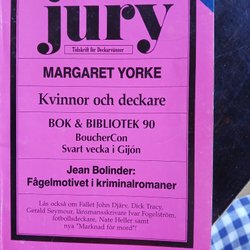 jury
Tidskrift för Deckarvänner
MARGARET YORKE
Kvinnor och deckare
BOK & BIBLIOTEK 90
BoucherCon
Svart vecka i Gijón
Jean Bolinder:
Fågelmotivet i kriminalromaner
Läs också om Fallet John Djärv, Dick Tracy,
Gerald Seymour, länsmansskrivare Ivar Fogelström,
fotbollsdeckare, Nate Heller samt
nya "Marknad för mord"!